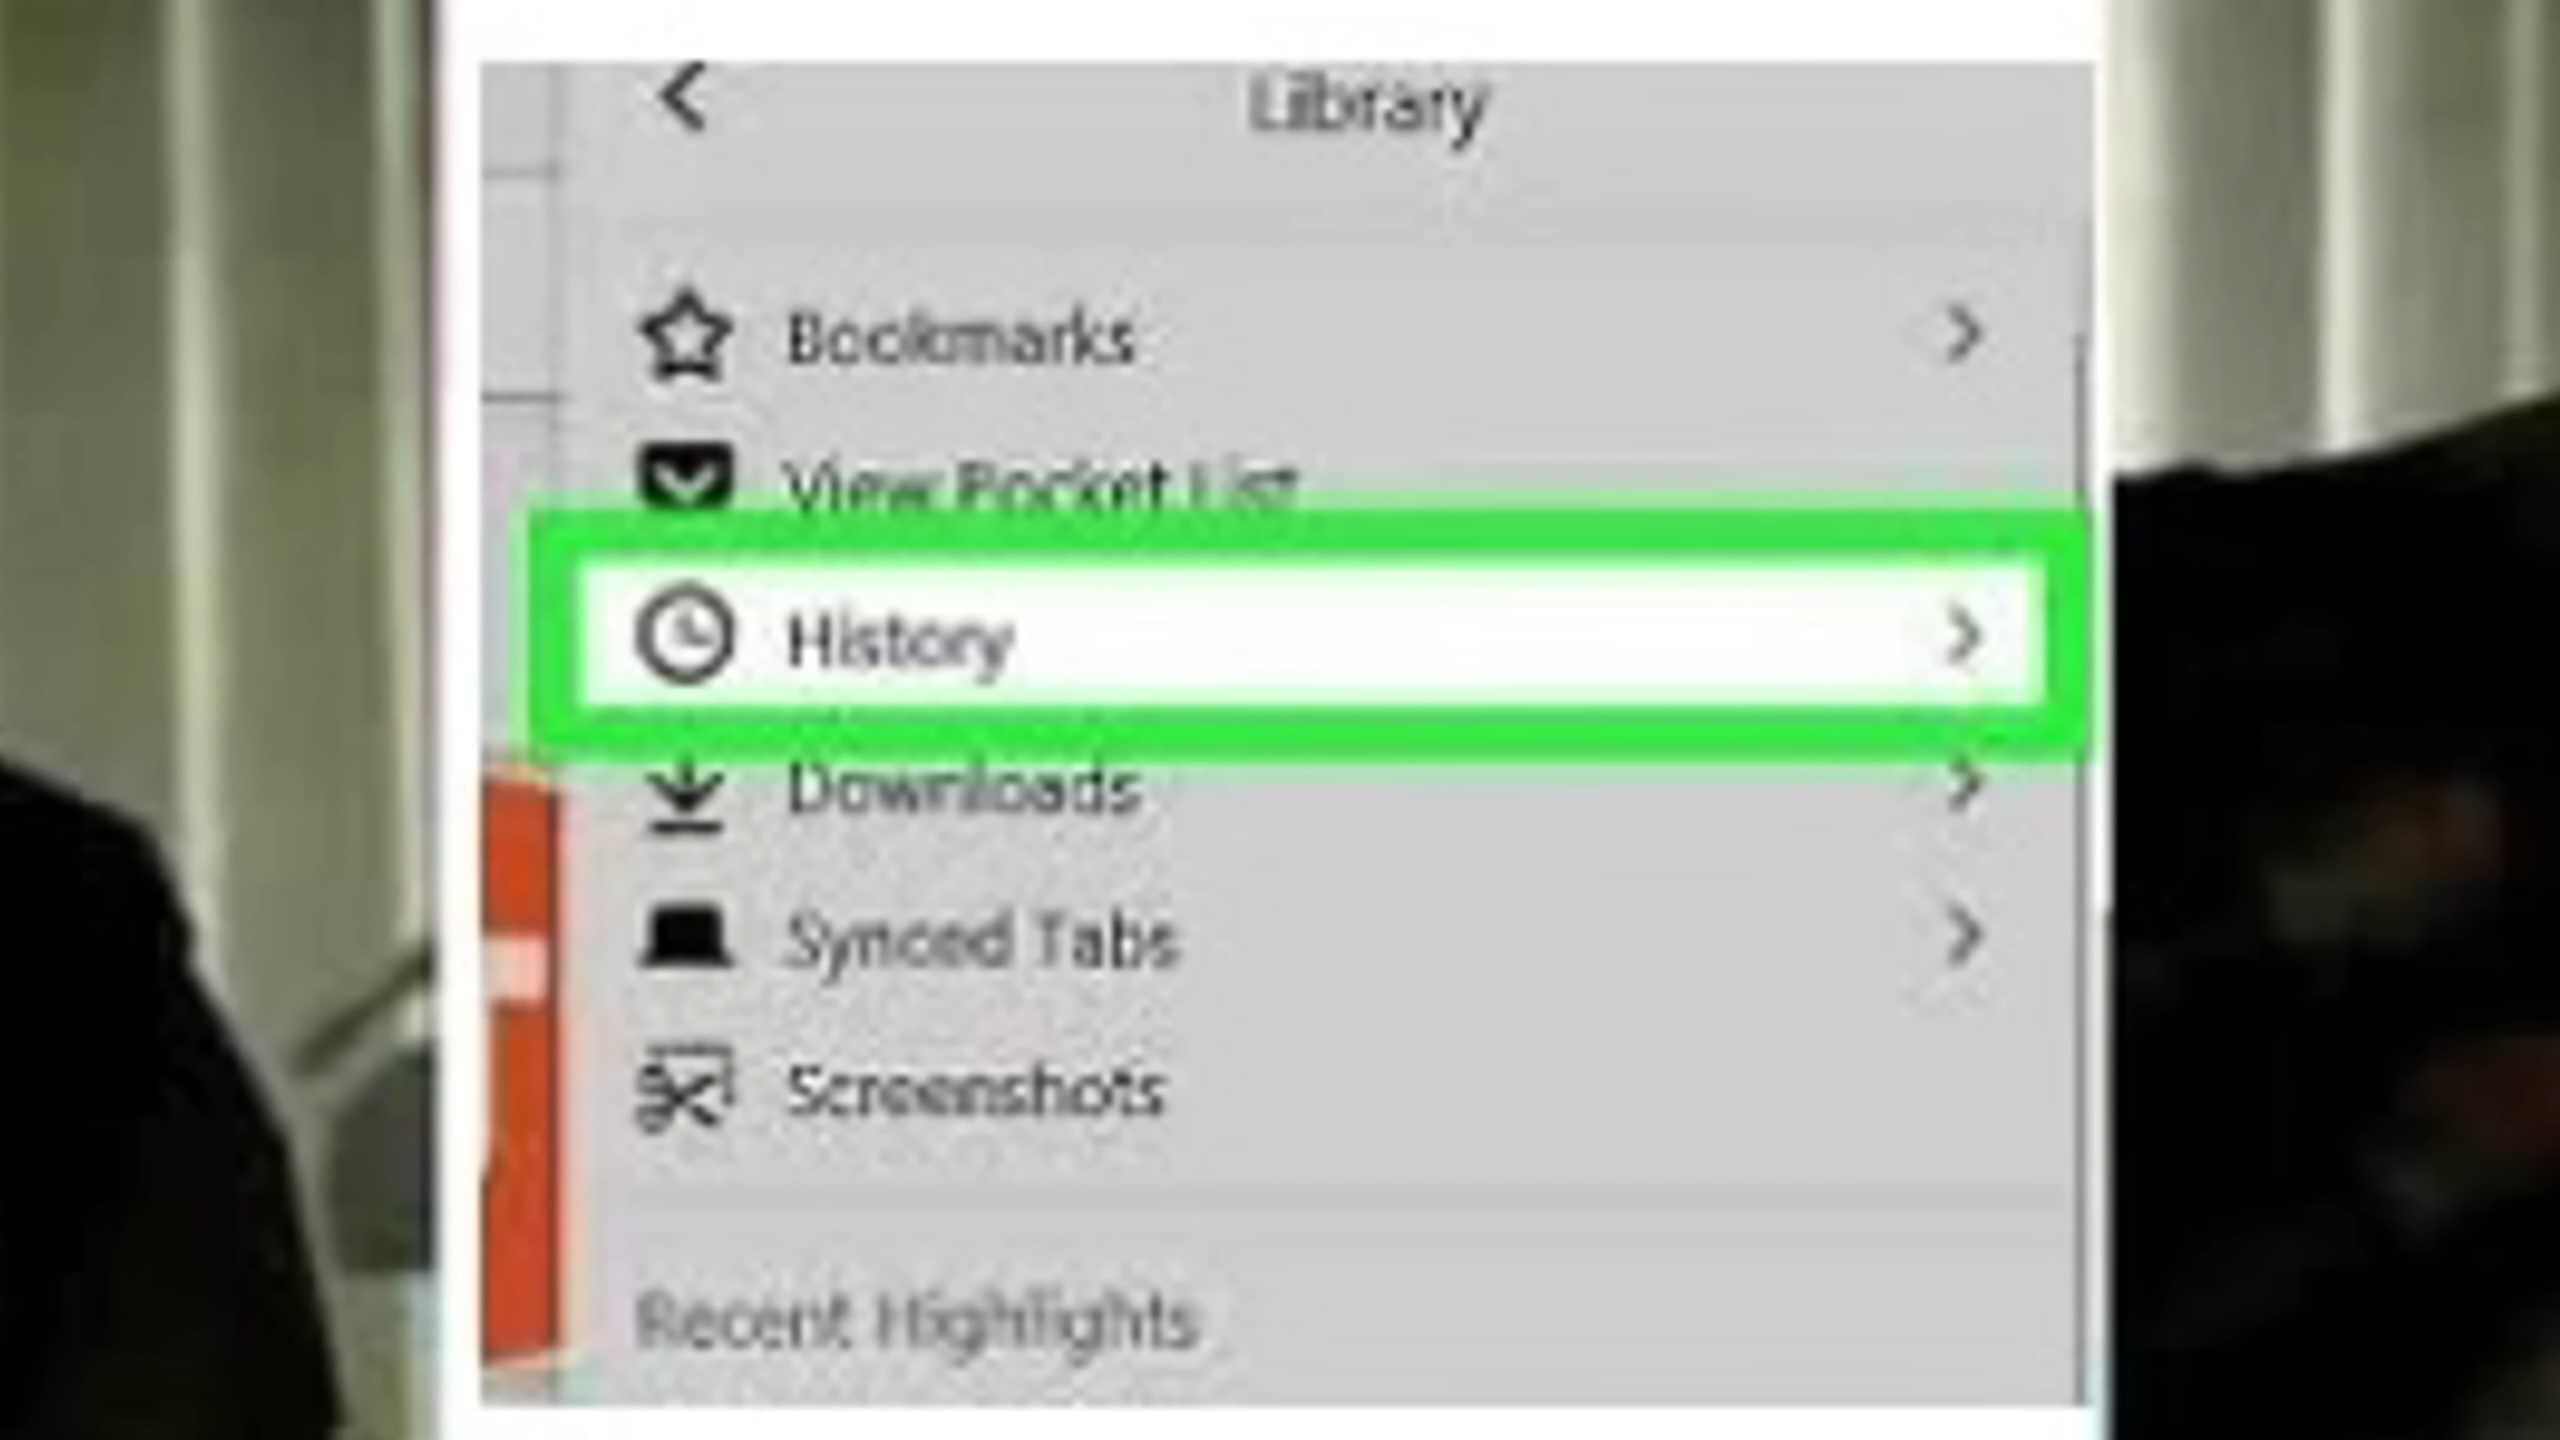 Library
Bookmarks
View Pocket List
History
Downloads
Synced Tabs
Screenshots
Recent Highlights